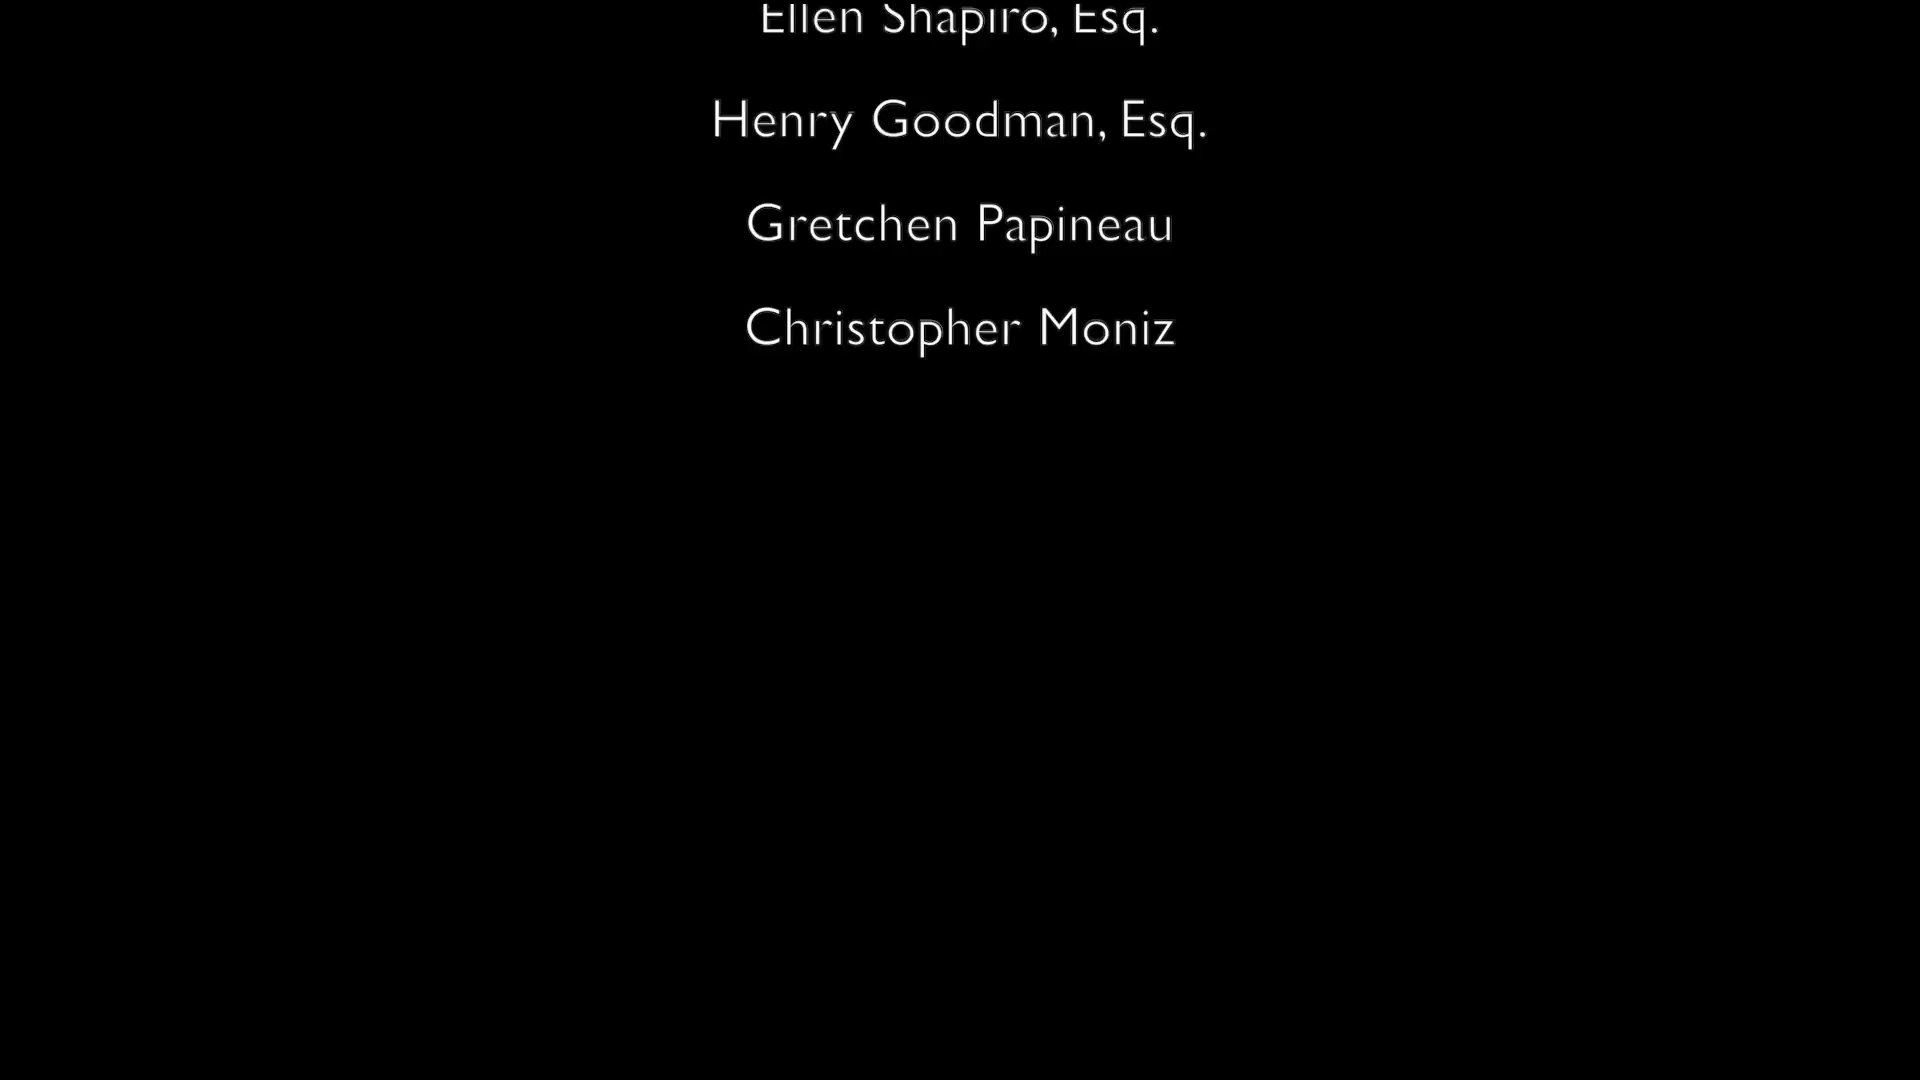 Ellen Shapiro, Esq.
Henry Goodman, Esq.
Gretchen Papineau
Christopher Moniz